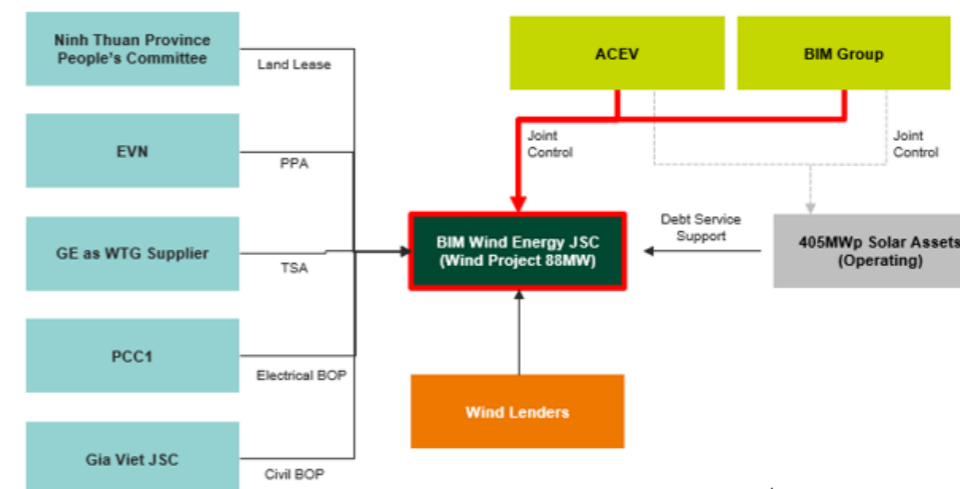 Ninh Thuan Province
People's Committee
Land Lease
EVN
PPA
GE as WTG Supplier
TSA
PCC1
Electrical BOP
Gia Viet JSC
Civil BOP
ACEV
BIM Group
Joint
Control
Joint
Control
BIM Wind Energy JSC
(Wind Project 88MW)
Debt Service
Support
405MWp Solar Assets
(Operating)
Wind Lenders